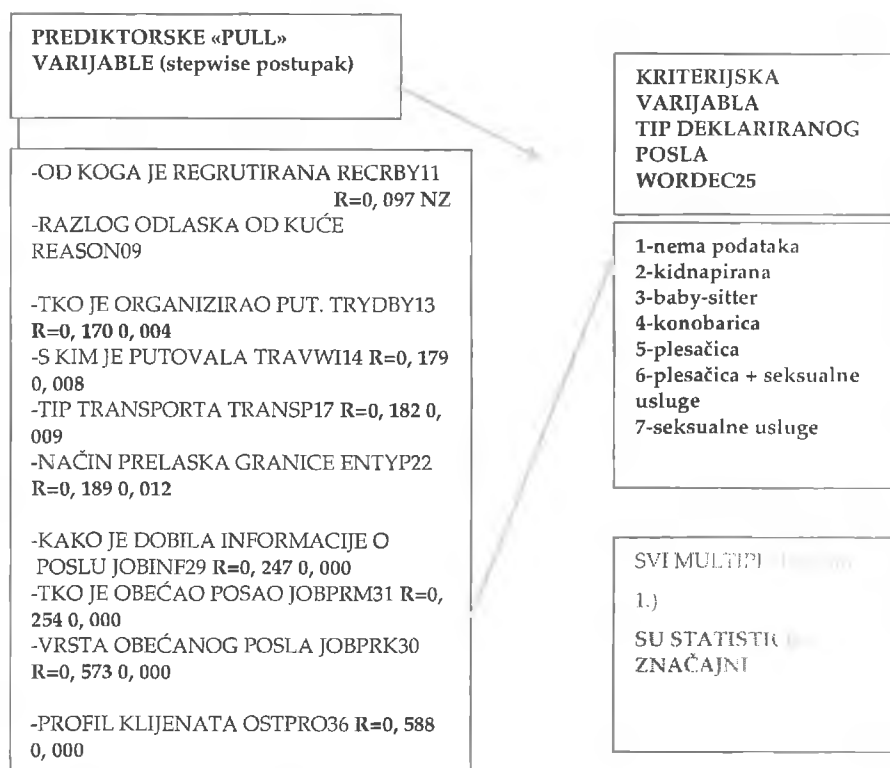 PREDIKTORSKE «PULL»
VARIJABLE (stepwise postupak)
-OD KOGA JE REGRUTIRANA RECRBY11
R=0, 097 NZ
-RAZLOG ODLASKA OD KUĆE
REASON09
-TKO JE ORGANIZIRAO PUT. TRYDBY13
R=0, 170 0, 004
-S KIM JE PUTOVALA TRAVWI14 R=0, 179
0, 008
-TIP TRANSPORTA TRANSP17 R=0, 182 0,
009
-NAČIN PRELASKA GRANICE ENTYP22
R=0, 189 0, 012
-KAKO JE DOBILA INFORMACIJE O
POSLU JOBINF29 R=0, 247 0, 000
-TKO JE OBEĆAO POSAO JOBPRM31 R=0,
254 0, 000
-VRSTA OBEĆANOG POSLA JOBPRK30
R=0, 573 0, 000
-PROFIL KLIJENATA OSTPRO36 R=0, 588
0, 000
KRITERIJSKA
VARIJABLA
TIP DEKLARIRANOG
POSLA
WORDEC25
1-nema podataka
2-kidnapirana
3-baby-sitter
4-konobarica
5-plesačica
6-plesačica + seksualne
usluge
7-seksualne usluge
SVI
1.)
SU
ZNAČAJNI